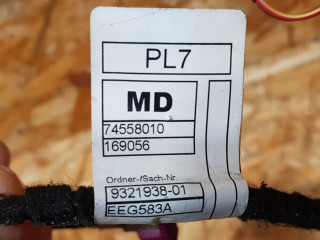 PL7
MD
74558010
169056
Ordner-/Sach-Nr.
9321938-01
EEG583A